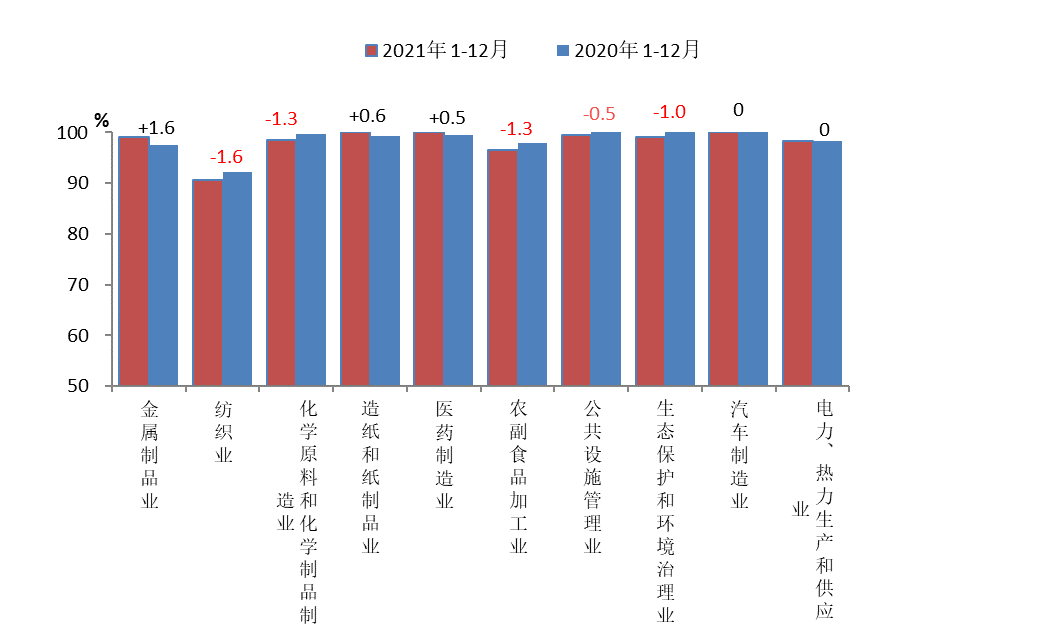 2021年1-12月
2020年1-12月
%
+1.6
-1.6
-1.3
+0.6
+0.5
-1.3
-0.5
-1.0
0
0
100
90
80
70
60
50
金属制品业
纺织业
化学原料和化学制品制
造业
造纸和纸制品业
医药制造业
农副食品加工业
公共设施管理业
生态保护和环境治理业
汽车制造业
电力、热力生产和供应
业